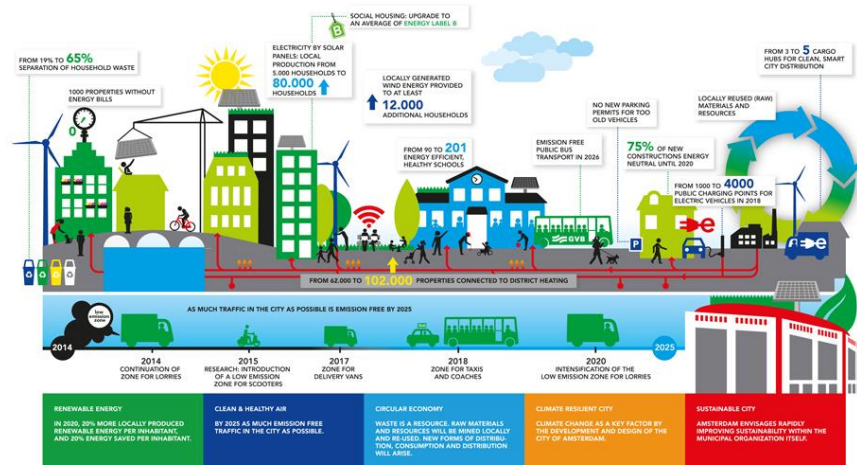 SOCIAL HOUSING: UPGRADE TO
AN AVERAGE OF ENERGY LABEL B
B
FROM 19% TO 65%
SEPARATION OF HOUSEHOLD WASTE
1000 PROPERTIES WITHOUT
ENERGY BILLS
0
ELECTRICITY BY SOLAR
PANELS: LOCAL
PRODUCTION FROM
5.000 HOUSEHOLDS TO
80.000
HOUSEHOLDS
LOCALLY GENERATED
WIND ENERGY PROVIDED
TO AT LEAST
12.000
ADDITIONAL HOUSEHOLDS
FROM 90 TO 201
ENERGY EFFICIENT,
HEALTHY SCHOOLS
EMISSION FREE
PUBLIC BUS
TRANSPORT IN 2026
NO NEW PARKING
PERMITS FOR TOO
OLD VEHICLES
75% OF NEW
CONSTRUCTIONS ENERGY
NEUTRAL UNTIL 2020
LOCALLY REUSED (RAW)
MATERIALS AND
RESOURCES
FROM 3 TO 5 CARGO
HUBS FOR CLEAN, SMART
CITY DISTRIBUTION
FROM 1000 TO 4000
PUBLIC CHARGING POINTS FOR
ELECTRIC VEHICLES IN 2018
GVB
P
e
e
FROM 62.000 TO 102.000 PROPERTIES CONNECTED TO DISTRICT HEATING
low
emission
zone
AS MUCH TRAFFIC IN THE CITY AS POSSIBLE IS EMISSION FREE BY 2025
2014
2025
2014
CONTINUATION OF
ZONE FOR LORRIES
2015
RESEARCH: INTRODUCTION
OF A LOW EMISSION
ZONE FOR SCOOTERS
2017
ZONE FOR
DELIVERY VANS
2018
ZONE FOR TAXIS
AND COACHES
2020
INTENSIFICATION OF THE
LOW EMISSION ZONE FOR LORRIES
RENEWABLE ENERGY
IN 2020, 20% MORE LOCALLY PRODUCED
RENEWABLE ENERGY PER INHABITANT,
AND 20% ENERGY SAVED PER INHABITANT.
CLEAN & HEALTHY AIR
BY 2025 AS MUCH EMISSION FREE
TRAFFIC IN THE CITY AS POSSIBLE.
CIRCULAR ECONOMY
WASTE IS A RESOURCE. RAW MATERIALS
AND RESOURCES WILL BE MINED LOCALLY
AND RE-USED. NEW FORMS OF DISTRIBU-
TION, CONSUMPTION AND DISTRIBUTION
WILL ARISE.
CLIMATE RESILIENT CITY
CLIMATE CHANGE AS A KEY FACTOR BY
THE DEVELOPMENT AND DESIGN OF THE
CITY OF AMSTERDAM.
SUSTAINABLE CITY
AMSTERDAM ENVISAGES RAPIDLY
IMPROVING SUSTAINABILITY WITHIN THE
MUNICIPAL ORGANIZATION ITSELF.